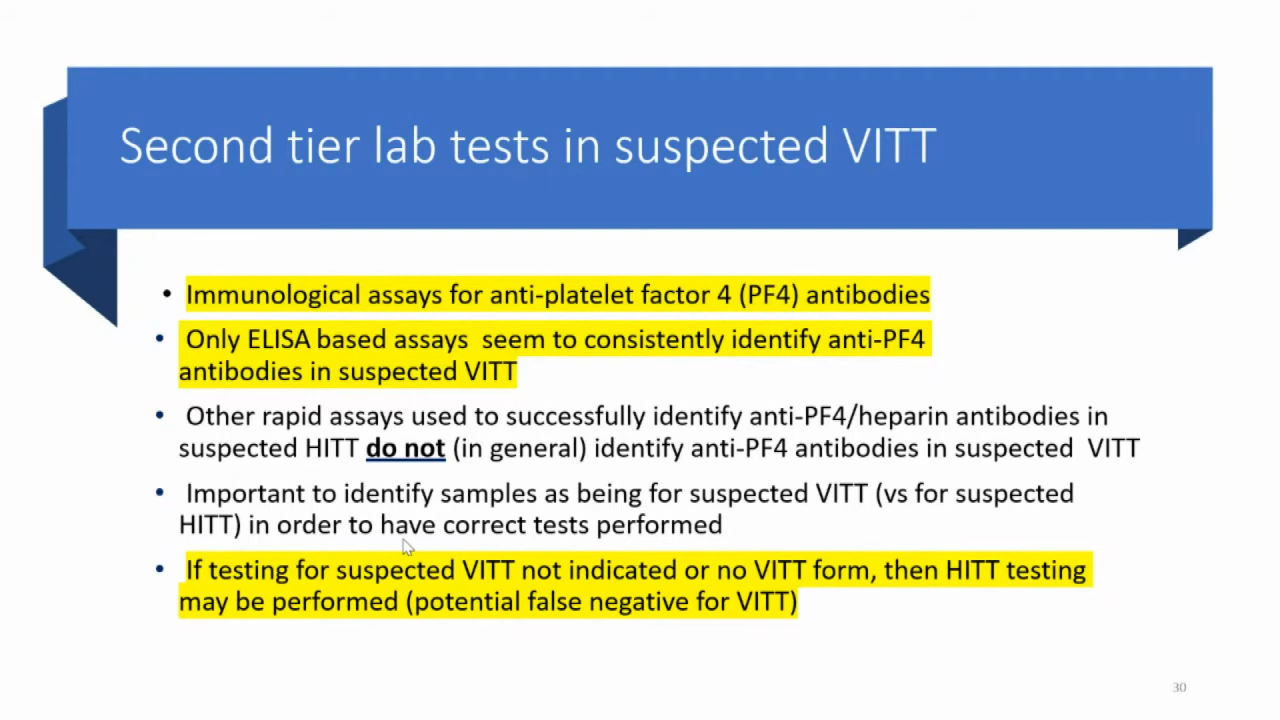 Second tier lab tests in suspected VITT
• Immunological assays for anti-platelet factor 4 (PF4) antibodies
• Only ELISA based assays seem to consistently identify anti-PF4
antibodies in suspected VITT
• Other rapid assays used to successfully identify anti-PF4/heparin antibodies in
suspected HITT do not (in general) identify anti-PF4 antibodies in suspected VITT
• Important to identify samples as being for suspected VITT (vs for suspected
HITT) in order to have correct tests performed
• If testing for suspected VITT not indicated or no VITT form, then HITT testing
may be performed (potential false negative for VITT)
30